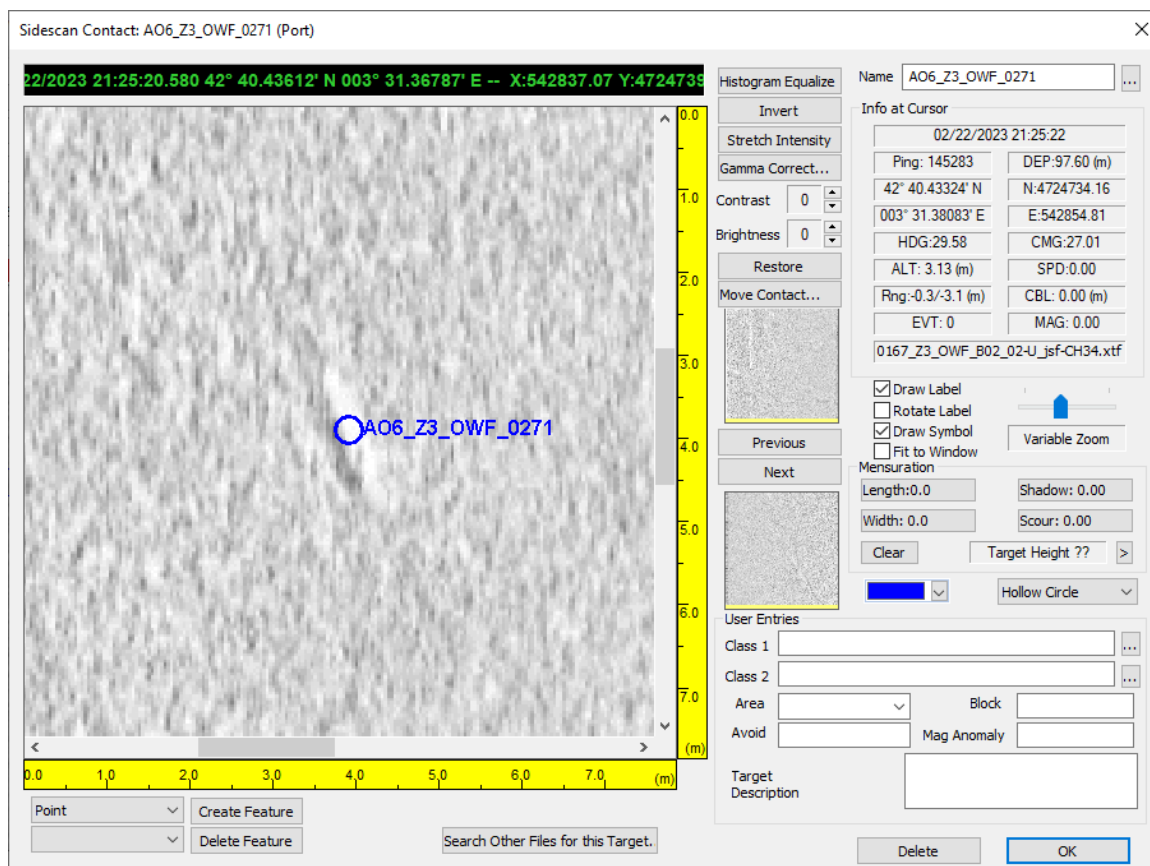 Sidescan Contact: AO6_Z3_OWF_0271 (Port)
22/2023 21:25:20.580 42° 40.43612' N 003° 31.36787' E -- X:542837.07 Y:4724739
AO6_Z3_OWF_0271
0.0
1.0
2.0
3.0
4.0
5.0
6.0
7.0
(m)
0.0 1,0 2,0 3,0 4,0 5,0 6,0 7.0 (m)
Point
Create Feature
Delete Feature
Search Other Files for this Target.
Histogram Equalize
Invert
Stretch Intensity
Gamma Correct...
Contrast 0
Brightness 0
Restore
Move Contact...
Previous
Next
Name AO6_Z3_OWF_0271 ...
Info at Cursor
02/22/2023 21:25:22
Ping: 145283 DEP:97.60 (m)
42° 40.43324' N N:4724734.16
003° 31.38083' E E:542854.81
HDG:29.58 CMG:27.01
ALT: 3.13 (m) SPD:0.00
Rng:-0.3/-3.1 (m) CBL: 0.00 (m)
EVT: 0 MAG: 0.00
0167_Z3_OWF_B02_02-U_jsf-CH34.xtf
Draw Label
Rotate Label
Draw Symbol
Fit to Window
Variable Zoom
Mensuration
Length:0.0 Shadow: 0.00
Width: 0.0 Scour: 0.00
Clear Target Height ?? >
Hollow Circle
User Entries
Class 1 ...
Class 2 ...
Area Block
Avoid Mag Anomaly
Target
Description
Delete OK